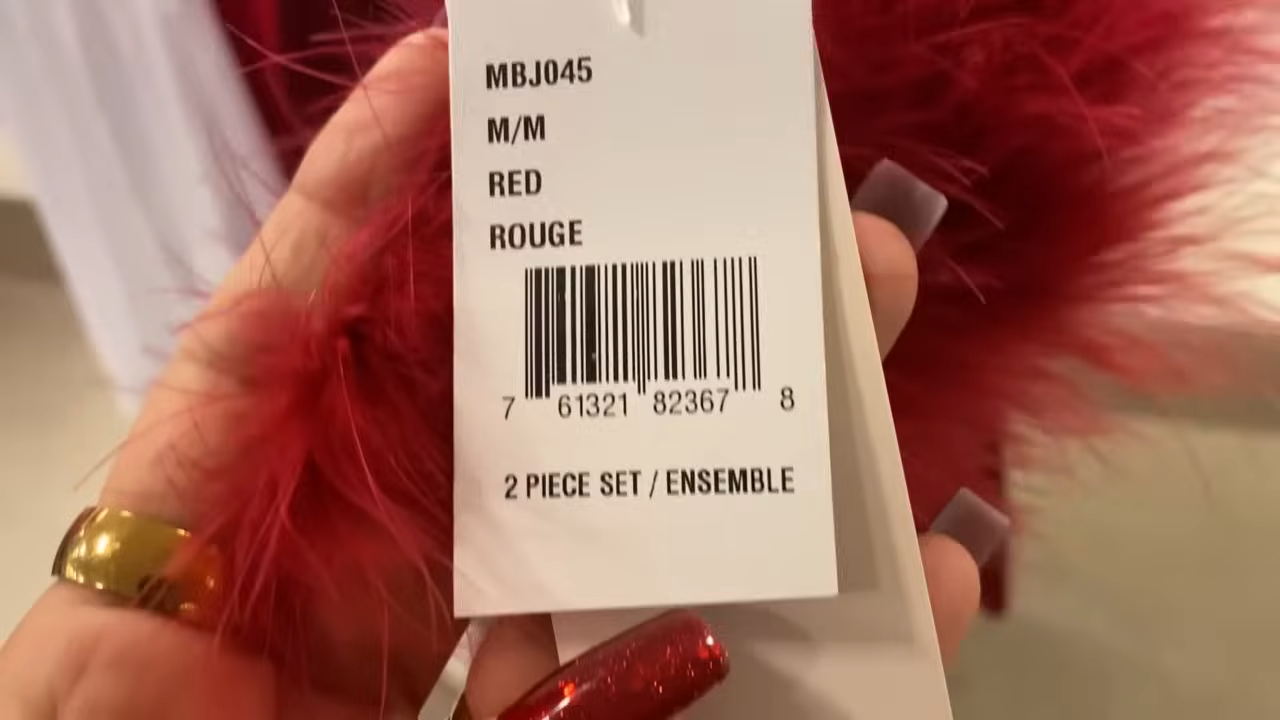 MBJ045
M/M
RED
ROUGE
7 61321 82367 8
2 PIECE SET / ENSEMBLE